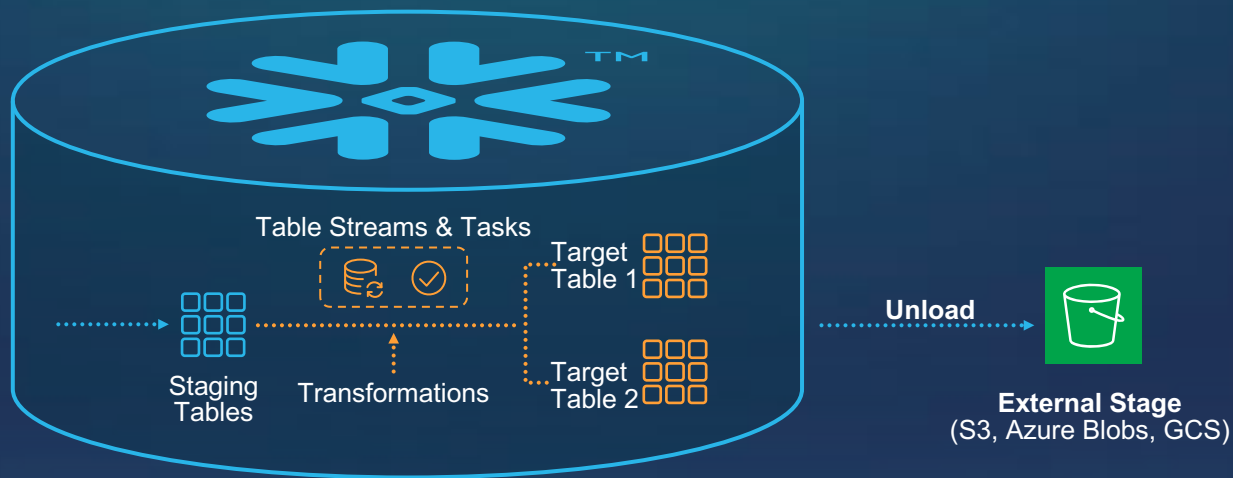 TM
Table Streams & Tasks
Target
Table 1
Unload
Staging
Tables
Transformations
Target
Table 2
External Stage
(S3, Azure Blobs, GCS)